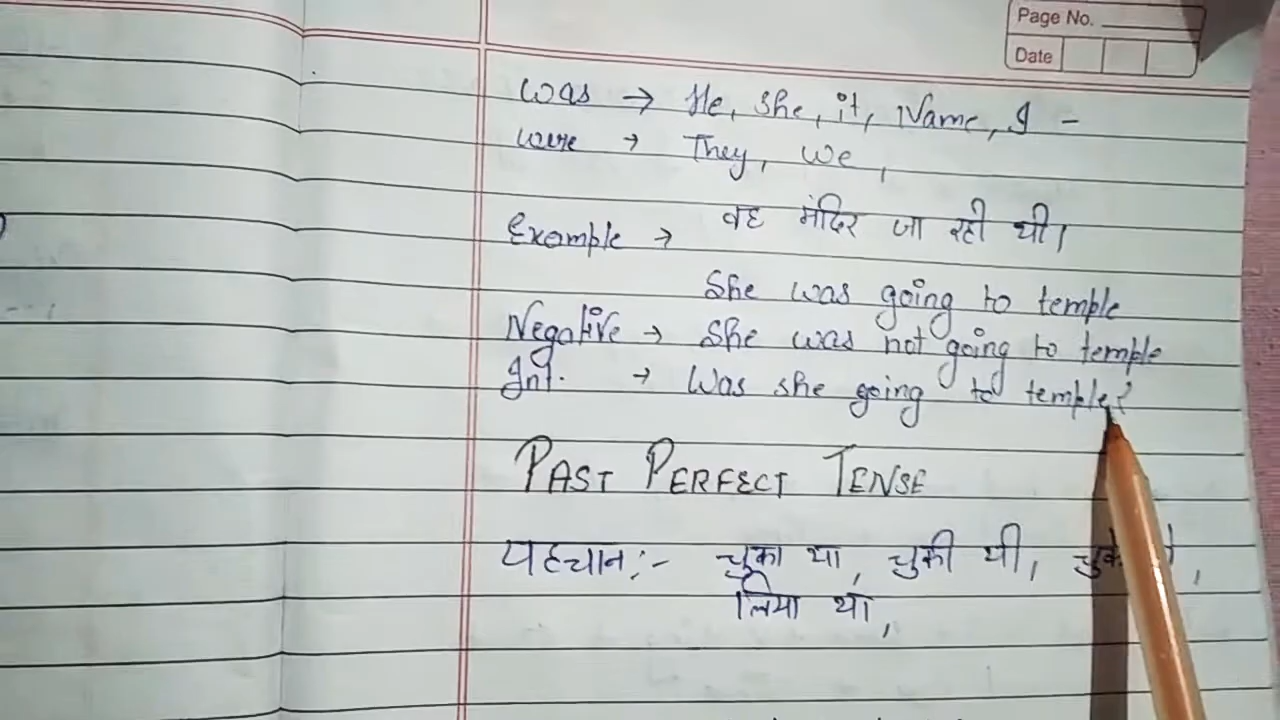 Page No.
Date
was → He, she, it, Name, I -
were → They, we,
Example → वह मंदिर जा रही थी।
She was going to temple
Negative → She was not going to temple
Int. → Was she going to temple?
PAST PERFECT TENSE
पहचान:- चुका था, चुकी थी, चुके
लिया था,